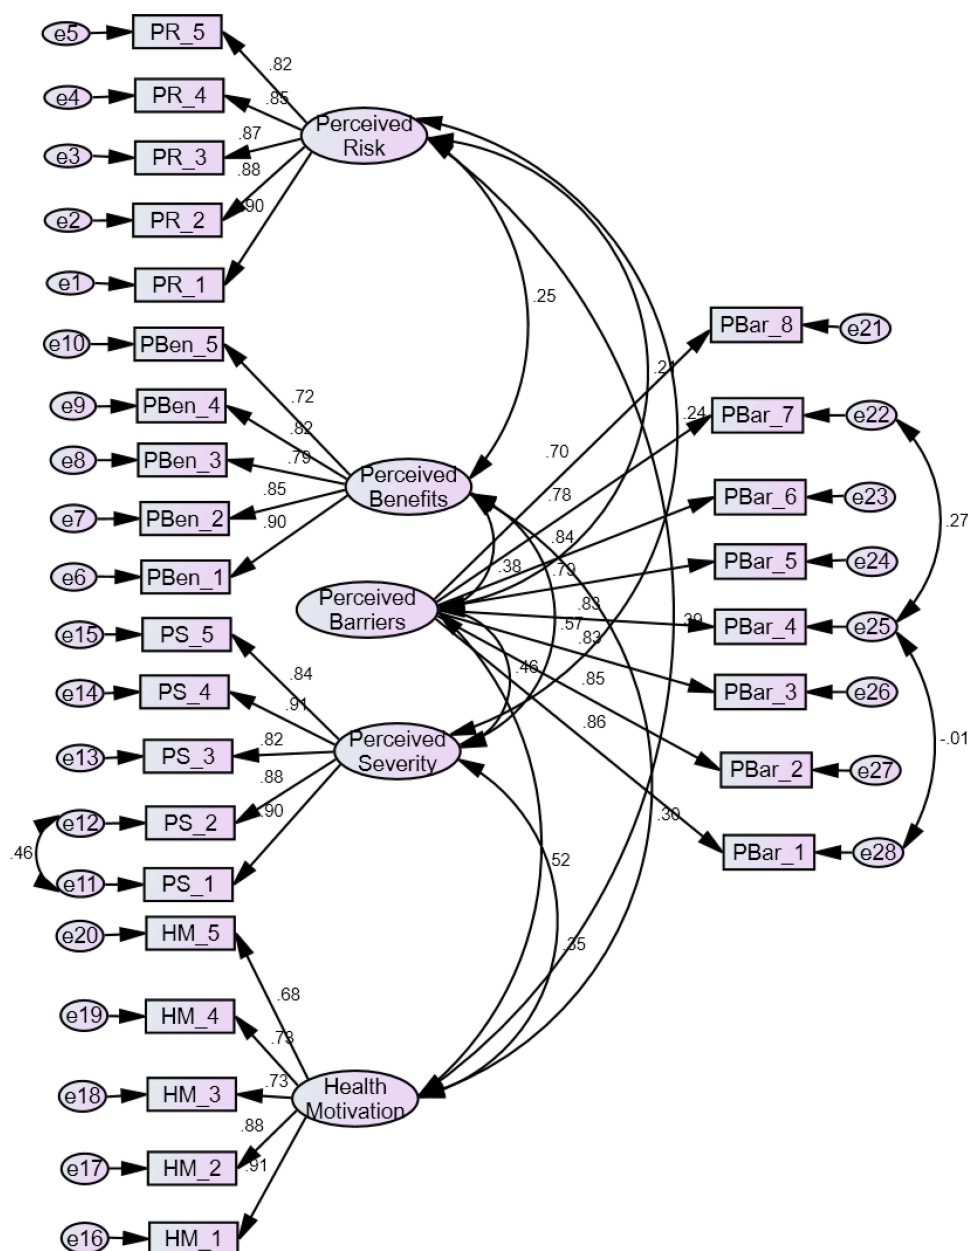 e5
PR_5
.82
e4
PR_4
.85
Perceived
Risk
e3
PR_3
.87
.88
e2
PR_2
.90
e1
PR_1
.25
e10
PBen_5
PBar_8
e21
.72
.21
e9
PBen_4
.82
.24
PBar_7
e22
e8
PBen_3
.79
.70
Perceived
Benefits
.85
.78
PBar_6
e23
e7
PBen_2
.90
.27
.84
e6
PBen_1
.38
.79
PBar_5
e24
Perceived
Barriers
.83
.57
.39
PBar_4
e25
e15
PS_5
.83
.46
.84
.85
e14
PS_4
PBar_3
e26
.91
.86
e13
PS_3
.82
Perceived
Severity
-.01
.88
PBar_2
e27
e12
PS_2
.90
.30
.46
PBar_1
e28
e11
PS_1
.52
e20
HM_5
.35
.68
e19
HM_4
.73
e18
HM_3
.73
Health
Motivation
.88
e17
HM_2
.91
e16
HM_1